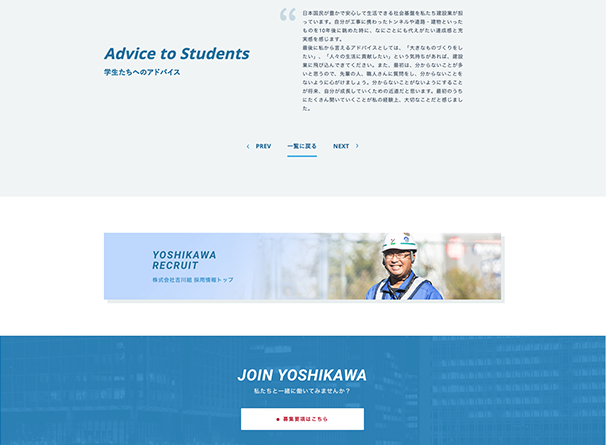 Advice to Students
学生たちへのアドバイス
日本国民が豊かで安心して生活できる社会基盤を私たち建設業が担
っています。自分が工事に携わったトンネルや道路・建物といった
ものを10年後に眺めた時に、なにごとにも代えがたい達成感と充
実感を感じます。
最後に私から言えるアドバイスとしては、「大きなものづくりをし
たい」、「人々の生活に貢献したい」という気持ちがあれば、建設
業に飛び込んできてください。また、最初は、分からないことが多
いと思うので、先輩の人、職人さんに質問をし、分からないことを
ないように心がけましょう。分からないことがないようにすること
が将来、自分が成長していくための近道だと思います。最初のうち
にたくさん聞いていくことが私の経験上、大切なことだと感じまし
た。
PREV 一覧に戻る NEXT
YOSHIKAWA
RECRUIT
株式会社吉川組 採用情報トップ
JOIN YOSHIKAWA
私たちと一緒に働いてみませんか？
募集要項はこちら